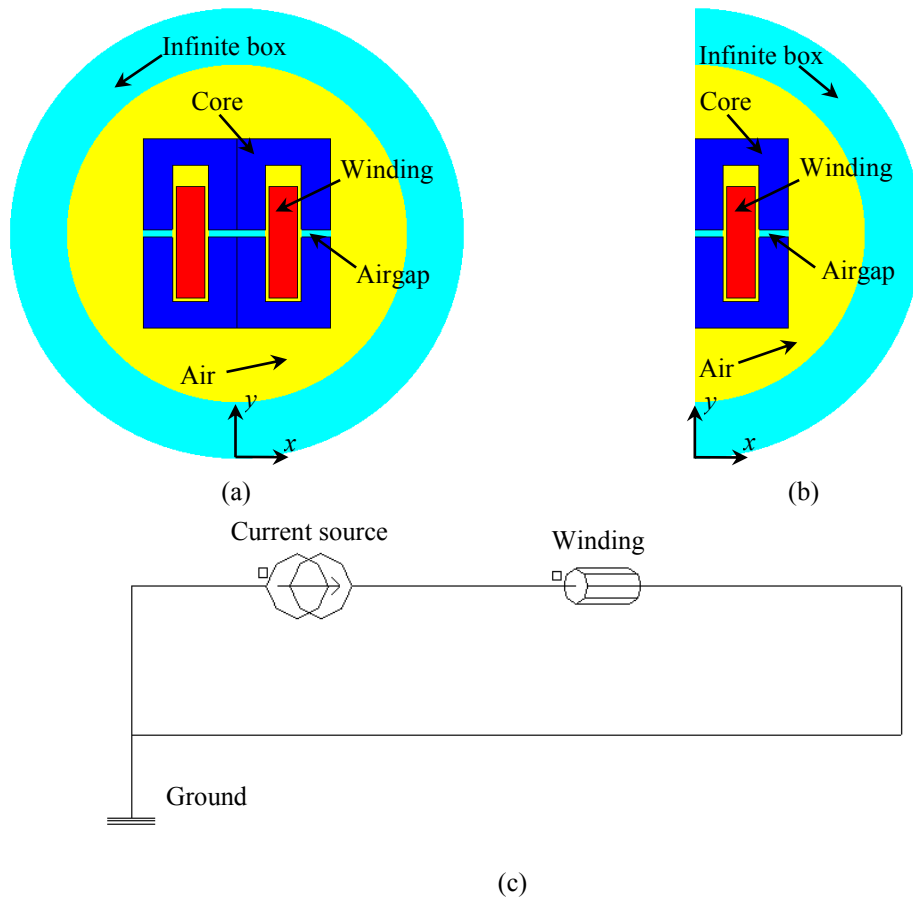 Infinite box
Core
Winding
Airgap
Air
y
x
(a)
Infinite box
Core
Winding
Airgap
Air
y
x
(b)
Current source
Winding
Ground
(c)